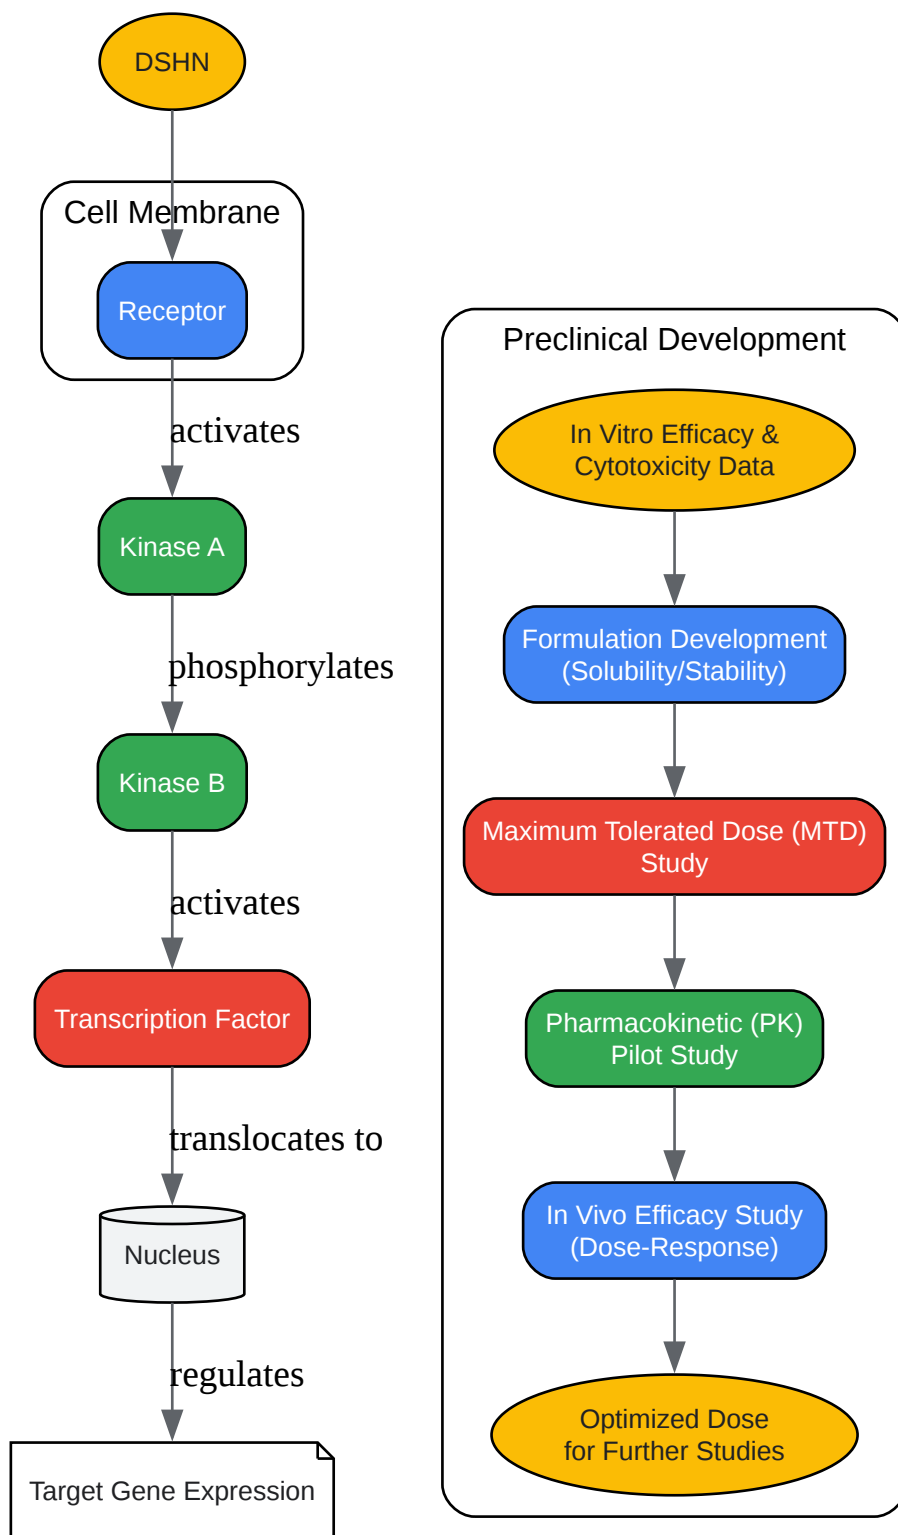 DSHN
Cell Membrane
Receptor
activates
Kinase A
phosphorylates
Kinase B
activates
Transcription Factor
translocates to
Nucleus
regulates
Target Gene Expression
Preclinical Development
In Vitro Efficacy &
Cytotoxicity Data
Formulation Development
(Solubility/Stability)
Maximum Tolerated Dose (MTD)
Study
Pharmacokinetic (PK)
Pilot Study
In Vivo Efficacy Study
(Dose-Response)
Optimized Dose
for Further Studies